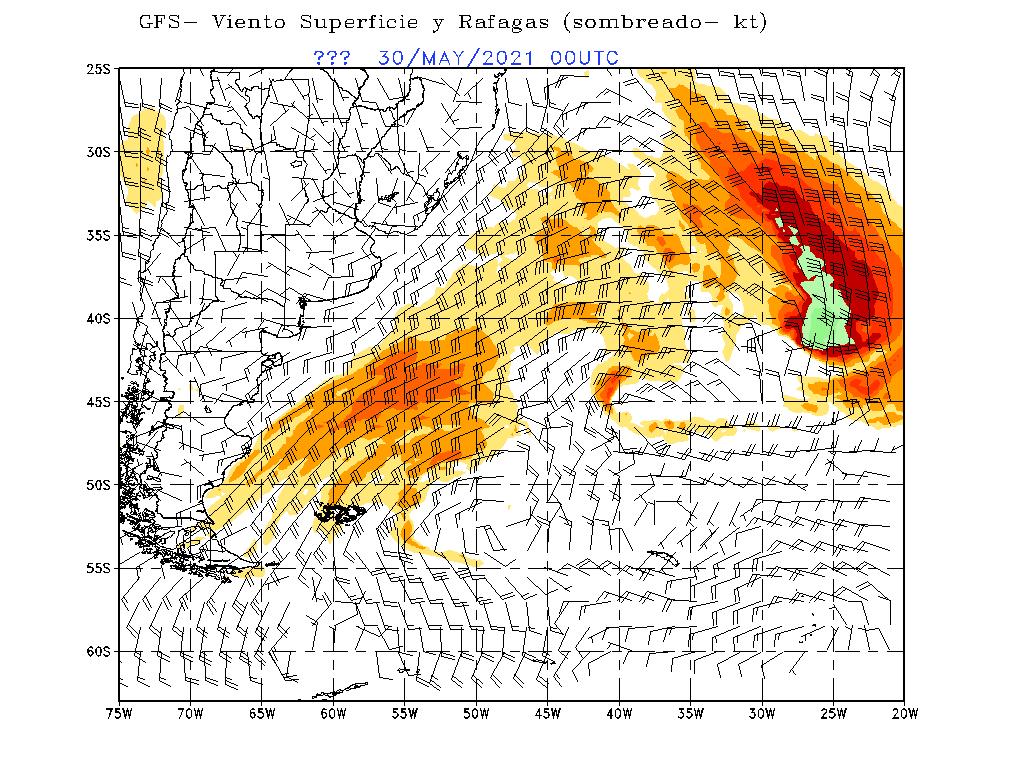 GFS- Viento Superficie y Rafagas (sombreado- kt)
??? 30/MAY/2021 00UTC
25S
30S
35S
40S
45S
50S
55S
60S
75W 70W 65W 60W 55W 50W 45W 40W 35W 30W 25W 20W